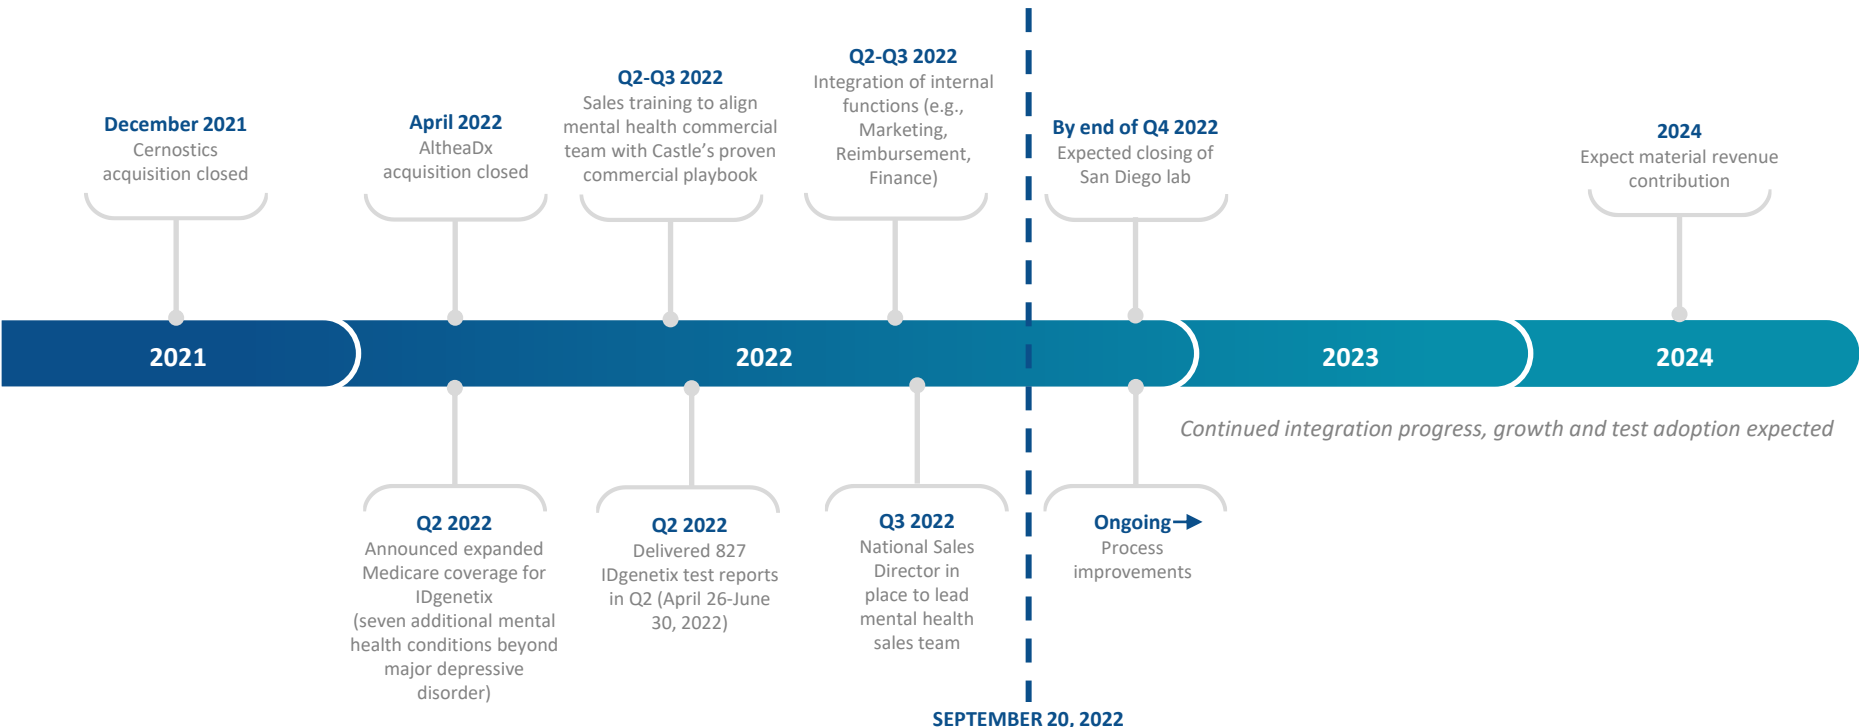 December 2021
Cernostics
acquisition closed
April 2022
AltheaDx
acquisition closed
Q2-Q3 2022
Sales training to align
mental health commercial
team with Castle's proven
commercial playbook
Q2-Q3 2022
Integration of internal
functions (e.g.,
Marketing,
Reimbursement,
Finance)
By end of Q4 2022
Expected closing of
San Diego lab
2024
Expect material revenue
contribution
2021
2022
2023
2024
Continued integration progress, growth and test adoption expected
Q2 2022
Announced expanded
Medicare coverage for
IDgenetix
(seven additional mental
health conditions beyond
major depressive
disorder)
Q2 2022
Delivered 827
IDgenetix test reports
in Q2 (April 26-June
30, 2022)
Q3 2022
National Sales
Director in
place to lead
mental health
sales team
Ongoing
Process
improvements
SEPTEMBER 20, 2022